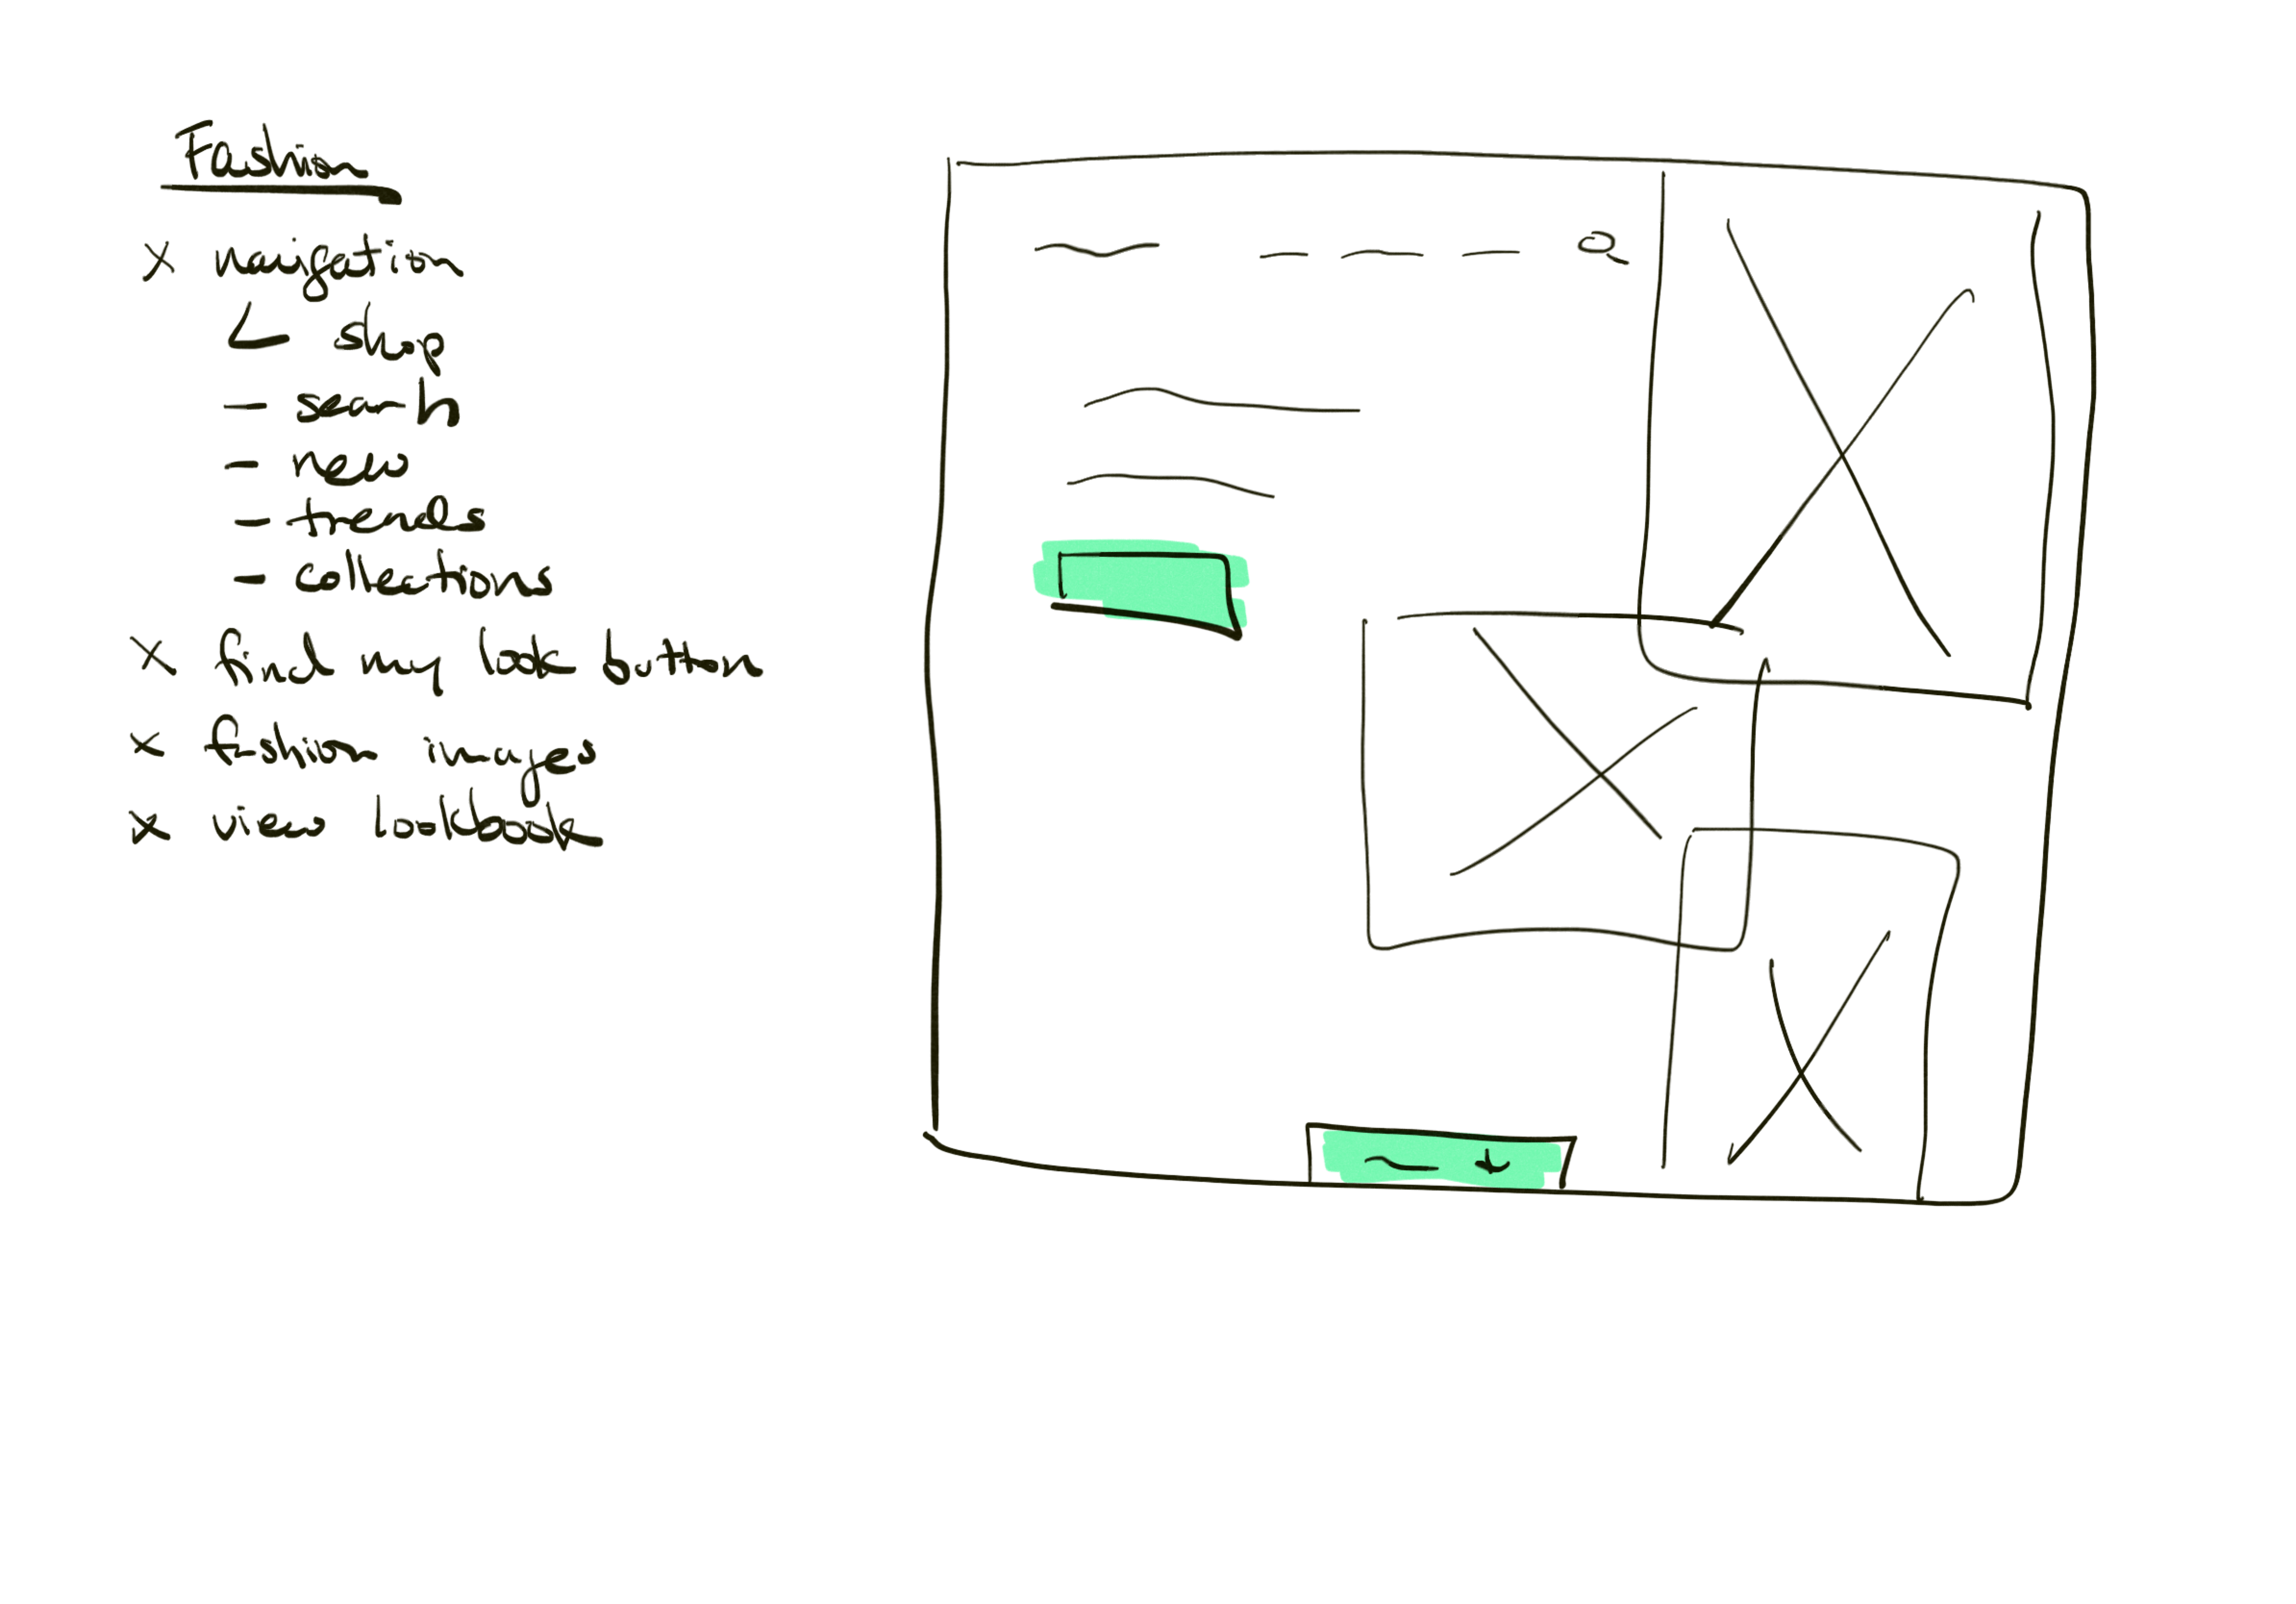 Fashion
x navigation
shop
- search
- new
- trends
- collections
x find my look button
x fashion images
x view lookbook